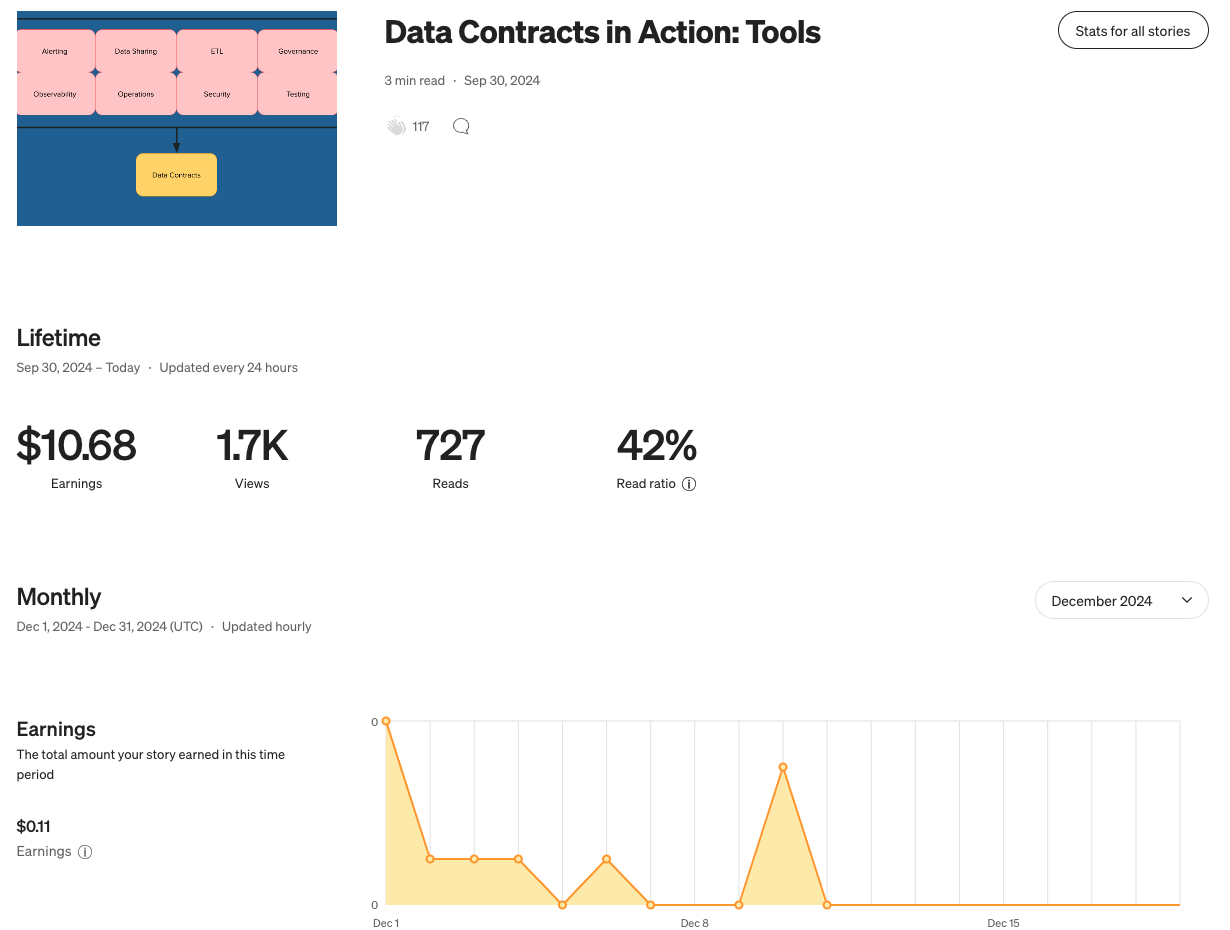 Alerting
Data Sharing
ETL
Governance
Observability
Operations
Security
Testing
Data Contracts
Data Contracts in Action: Tools
Stats for all stories
3 min read · Sep 30, 2024
117
Lifetime
Sep 30, 2024 – Today · Updated every 24 hours
$10.68
Earnings
1.7K
Views
727
Reads
42%
Read ratio
Monthly
December 2024
Dec 1, 2024 - Dec 31, 2024 (UTC) · Updated hourly
Earnings
The total amount your story earned in this time
period
$0.11
Earnings
0
0
Dec 1
Dec 8
Dec 15